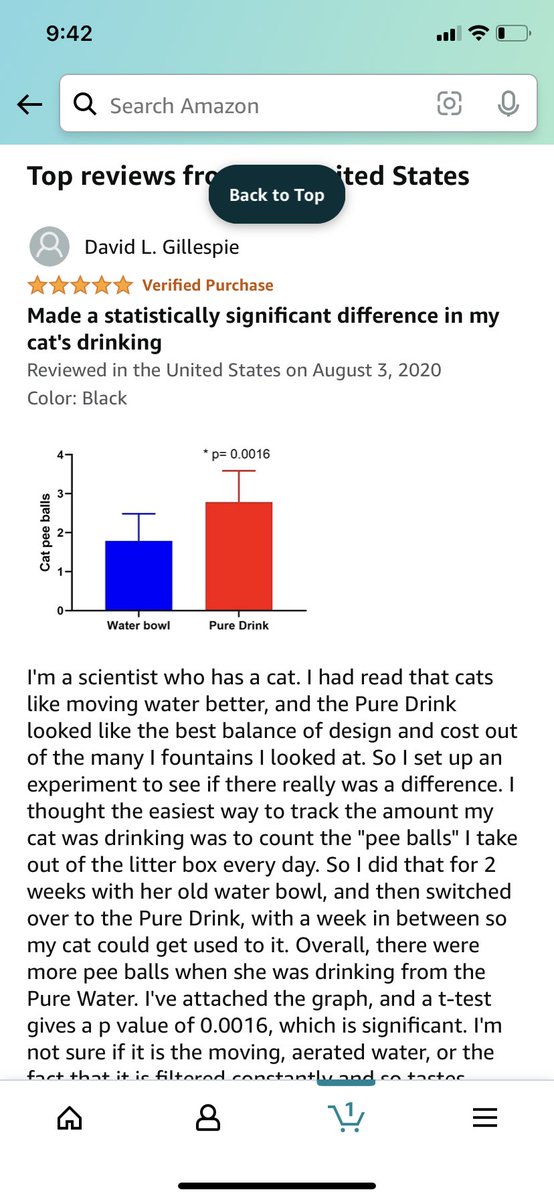 9:42
Search Amazon
Top reviews fro ited States
Back to Top
David L. Gillespie
Verified Purchase
Made a statistically significant difference in my
cat's drinking
Reviewed in the United States on August 3, 2020
Color: Black
* p= 0.0016
4
3
2
1
0
Cat pee balls
Water bowl
Pure Drink
I'm a scientist who has a cat. I had read that cats
like moving water better, and the Pure Drink
looked like the best balance of design and cost out
of the many I fountains I looked at. So I set up an
experiment to see if there really was a difference. I
thought the easiest way to track the amount my
cat was drinking was to count the "pee balls" I take
out of the litter box every day. So I did that for 2
weeks with her old water bowl, and then switched
over to the Pure Drink, with a week in between so
my cat could get used to it. Overall, there were
more pee balls when she was drinking from the
Pure Water. I've attached the graph, and a t-test
gives a p value of 0.0016, which is significant. I'm
not sure if it is the moving, aerated water, or the
fact that it is filtered constantly and so tastes
1